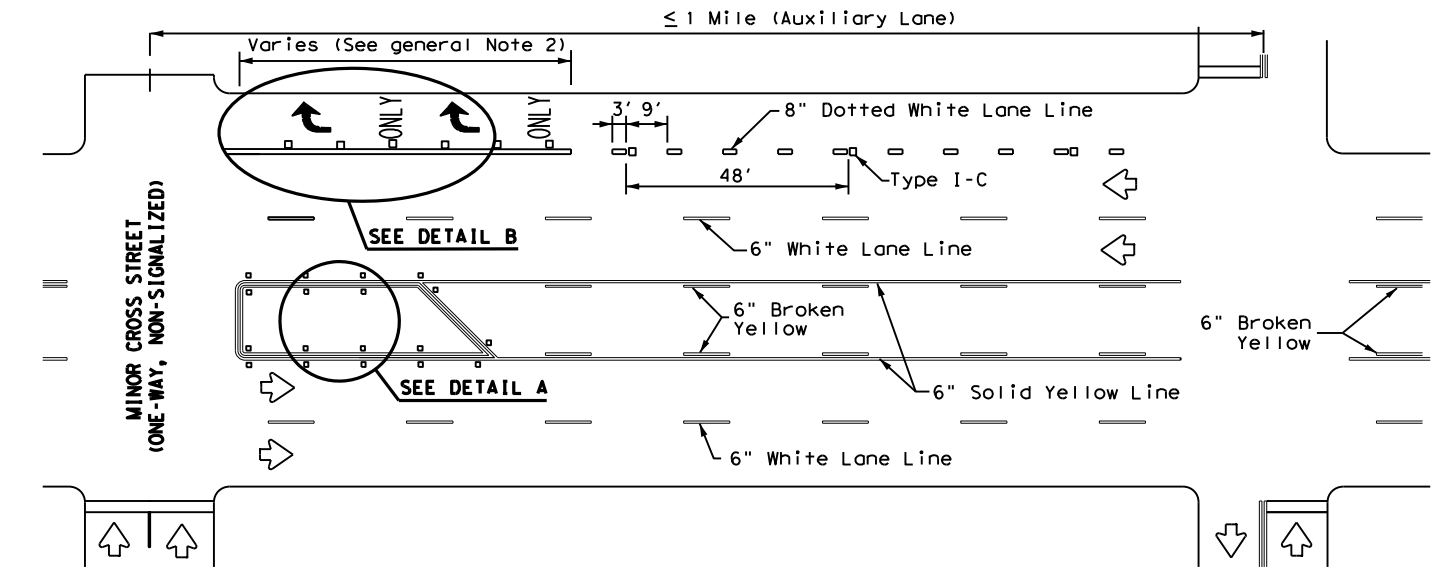 ≤ 1 Mile (Auxiliary Lane)
Varies (See general Note 2)
ONLY
ONLY
3' 9'
8" Dotted White Lane Line
48'
Type I-C
SEE DETAIL B
6" White Lane Line
MINOR CROSS STREET
(ONE-WAY, NON-SIGNALIZED)
6" Broken
Yellow
6" Broken
Yellow
SEE DETAIL A
6" Solid Yellow Line
6" White Lane Line